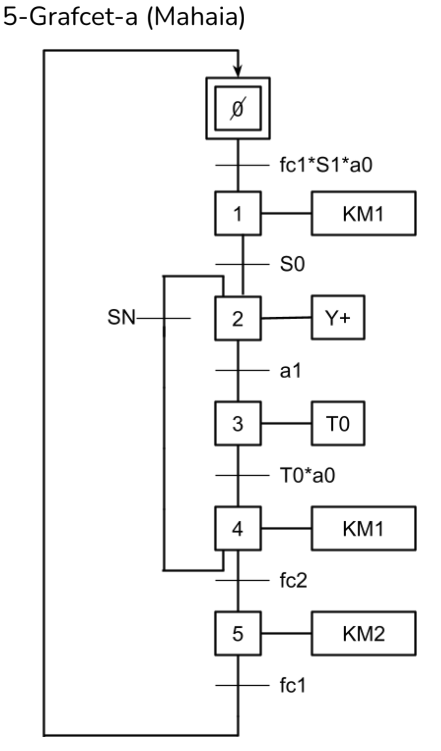 5-Grafcet-a (Mahaia)
0
fc1*S1*a0
1 KM1
S0
SN 2 Y+
a1
3 T0
T0*a0
4 KM1
fc2
5 KM2
fc1